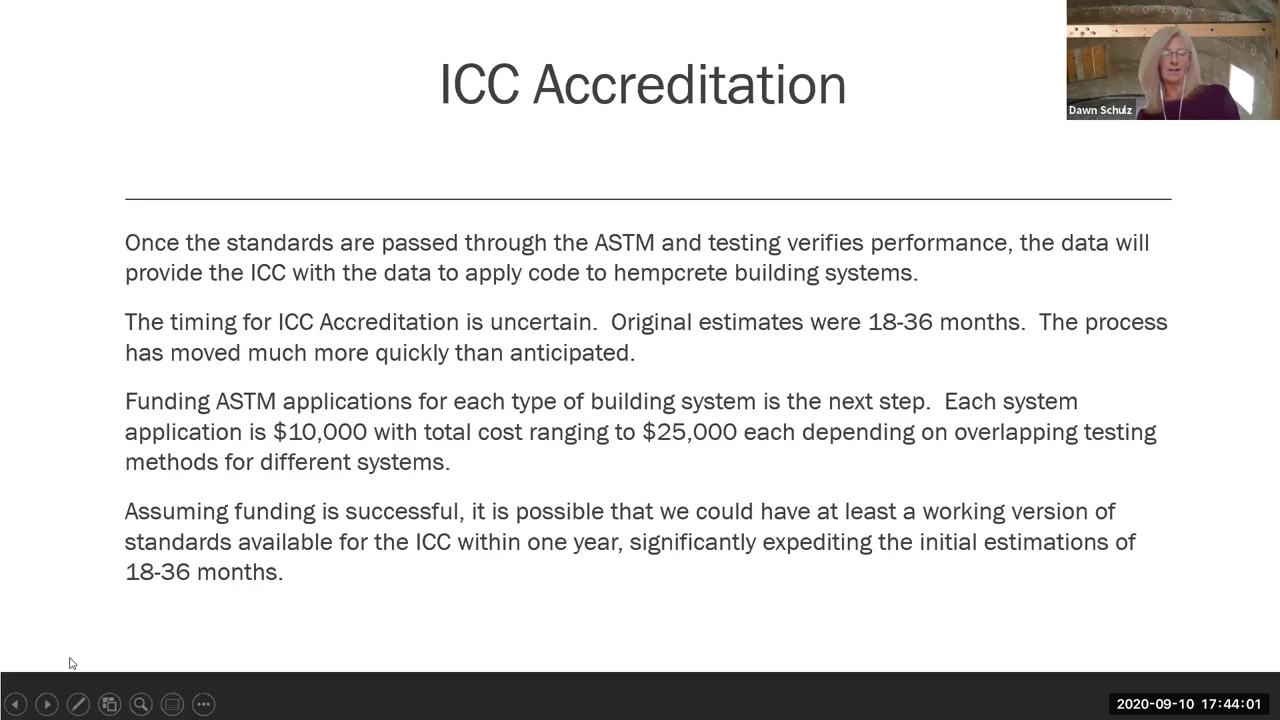 ICC Accreditation
Dawn Schulz
Once the standards are passed through the ASTM and testing verifies performance, the data will
provide the ICC with the data to apply code to hempcrete building systems.
The timing for ICC Accreditation is uncertain.  Original estimates were 18-36 months.  The process
has moved much more quickly than anticipated.
Funding ASTM applications for each type of building system is the next step.  Each system
application is $10,000 with total cost ranging to $25,000 each depending on overlapping testing
methods for different systems.
Assuming funding is successful, it is possible that we could have at least a working version of
standards available for the ICC within one year, significantly expediting the initial estimations of
18-36 months.
2020-09-10 17:44:01